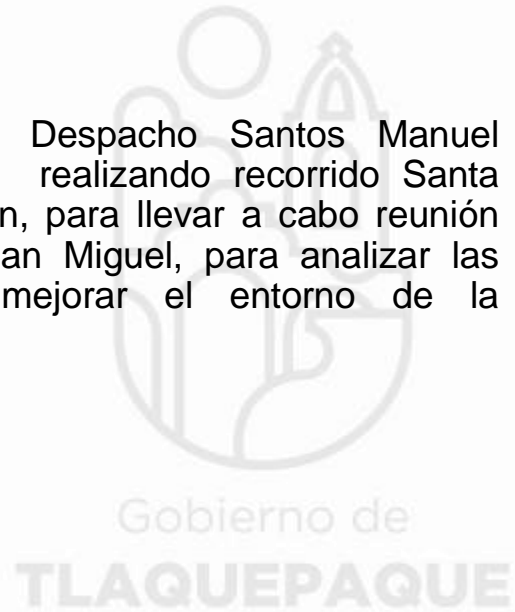 Despacho Santos Manuel
realizando recorrido Santa
n, para llevar a cabo reunión
an Miguel, para analizar las
mejorar el entorno de la
Gobierno de
TLAQUEPAQUE